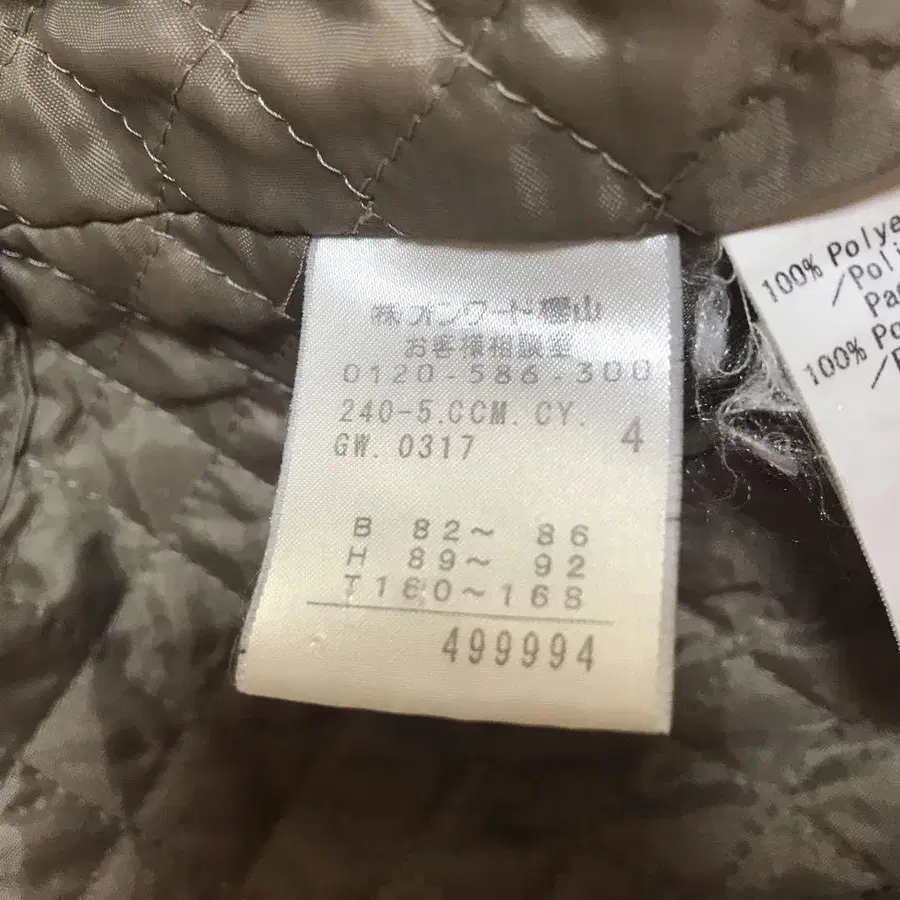 ㈱オンワード樫山
お客様相談室
0120-586-300
240-5.CCM.CY. 4
GW. 0317
B 82~ 86
H 89~ 92
T160~168
499994
100% Polye
/Poli
Pa
100% Po
/P